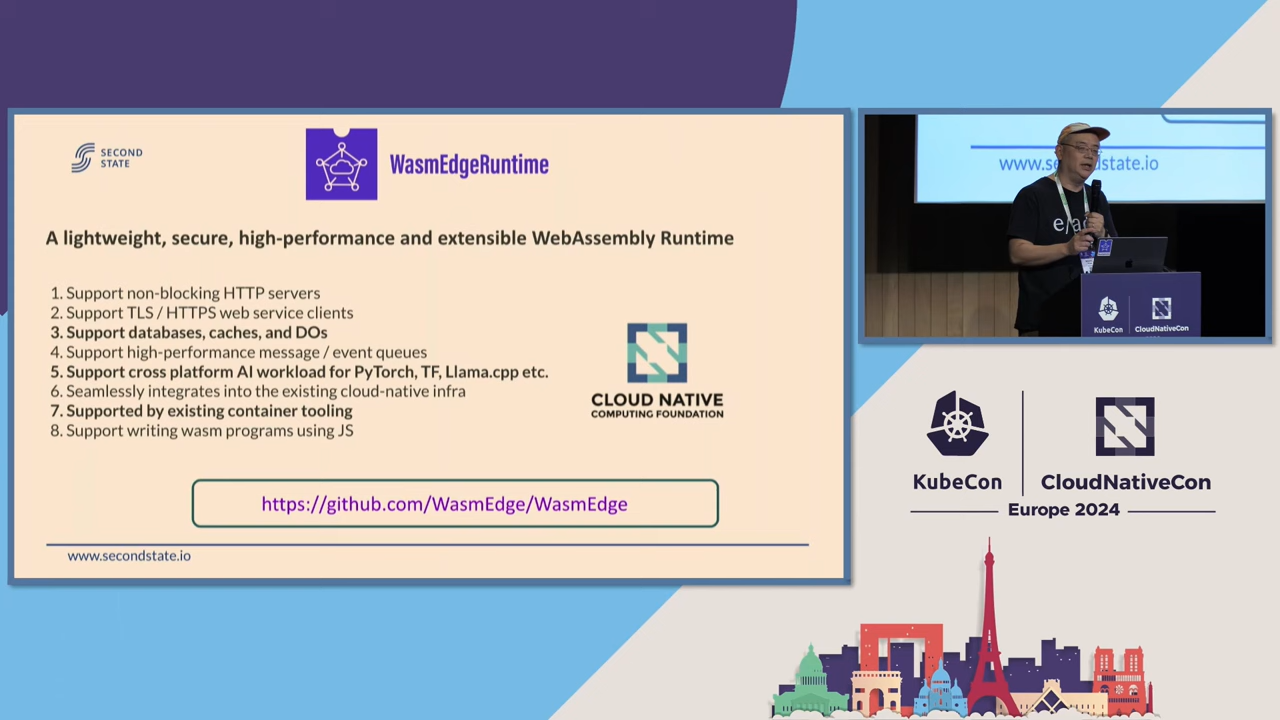 SECOND
STATE
WasmEdgeRuntime
A lightweight, secure, high-performance and extensible WebAssembly Runtime
1. Support non-blocking HTTP servers
2. Support TLS / HTTPS web service clients
3. Support databases, caches, and DOs
4. Support high-performance message / event queues
5. Support cross platform AI workload for PyTorch, TF, Llama.cpp etc.
6. Seamlessly integrates into the existing cloud-native infra
7. Supported by existing container tooling
8. Support writing wasm programs using JS
CLOUD NATIVE
COMPUTING FOUNDATION
https://github.com/WasmEdge/WasmEdge
www.secondstate.io
KubeCon
CloudNativeCon
KubeCon
CloudNativeCon
Europe 2024